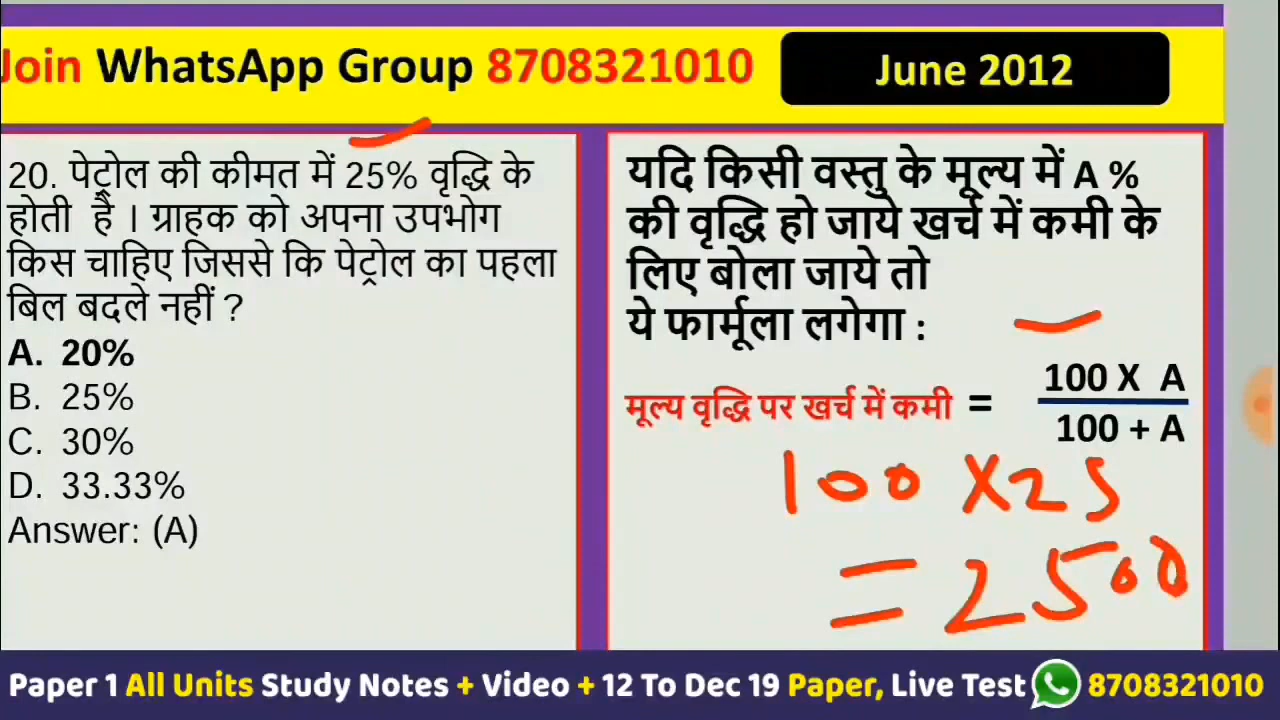 Join WhatsApp Group 8708321010
June 2012
20. पेट्रोल की कीमत में 25% वृद्धि के
होती है । ग्राहक को अपना उपभोग
किस चाहिए जिससे कि पेट्रोल का पहला
बिल बदले नहीं ?
A. 20%
B. 25%
C. 30%
D. 33.33%
Answer: (A)
यदि किसी वस्तु के मूल्य में A %
की वृद्धि हो जाये खर्च में कमी के
लिए बोला जाये तो
ये फार्मूला लगेगा :
मूल्य वृद्धि पर खर्च में कमी =
100 X A
100 + A
100 X 25
= 2500
Paper 1 All Units Study Notes + Video + 12 To Dec 19 Paper, Live Test 8708321010